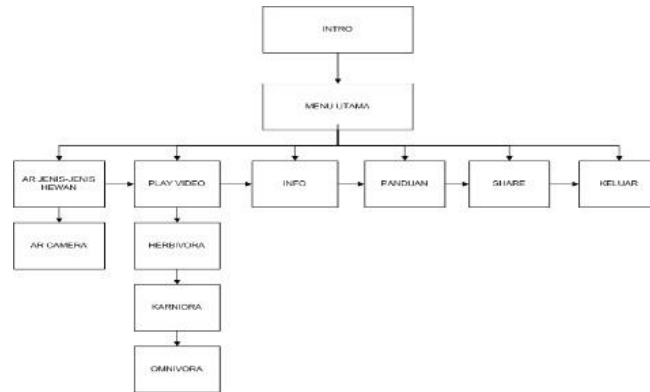 INTRO
MENU UTAMA
AR JENIS-JENIS
HEWAN
PLAY VIDEO
INFO
PANDUAN
SHARE
KELUAR
AR CAMERA
HERBIVORA
KARNIORA
OMNIVORA